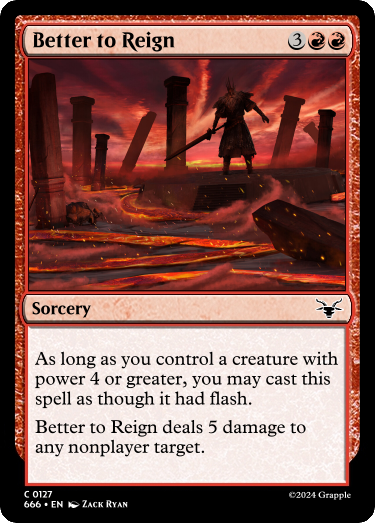 Better to Reign 3
Sorcery
As long as you control a creature with
power 4 or greater, you may cast this
spell as though it had flash.
Better to Reign deals 5 damage to
any nonplayer target.
C 0127
666 • EN Zack Ryan
©2024 Grapple